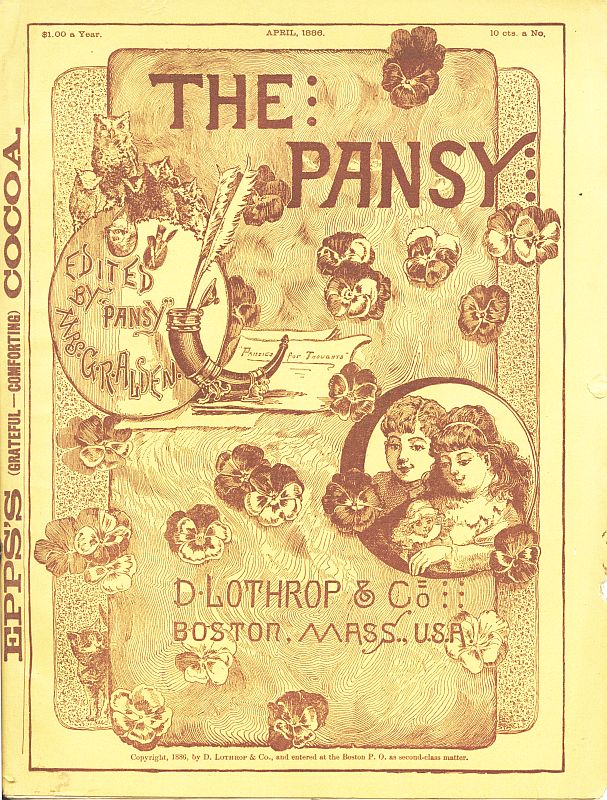 $1.00 a Year.
APRIL, 1886.
10 cts. a No.
THE
PANSY
EDITED
BY "PANSY"
MRS. G. R. ALDEN.
"Pansies for Thoughts"
EPPS'S (GRATEFUL—COMFORTING) COCOA
D. LOTHROP & Co
BOSTON, MASS., U.S.A.
Copyright, 1886, by D. Lothrop & Co., and entered at the Boston P. O. as second-class matter.